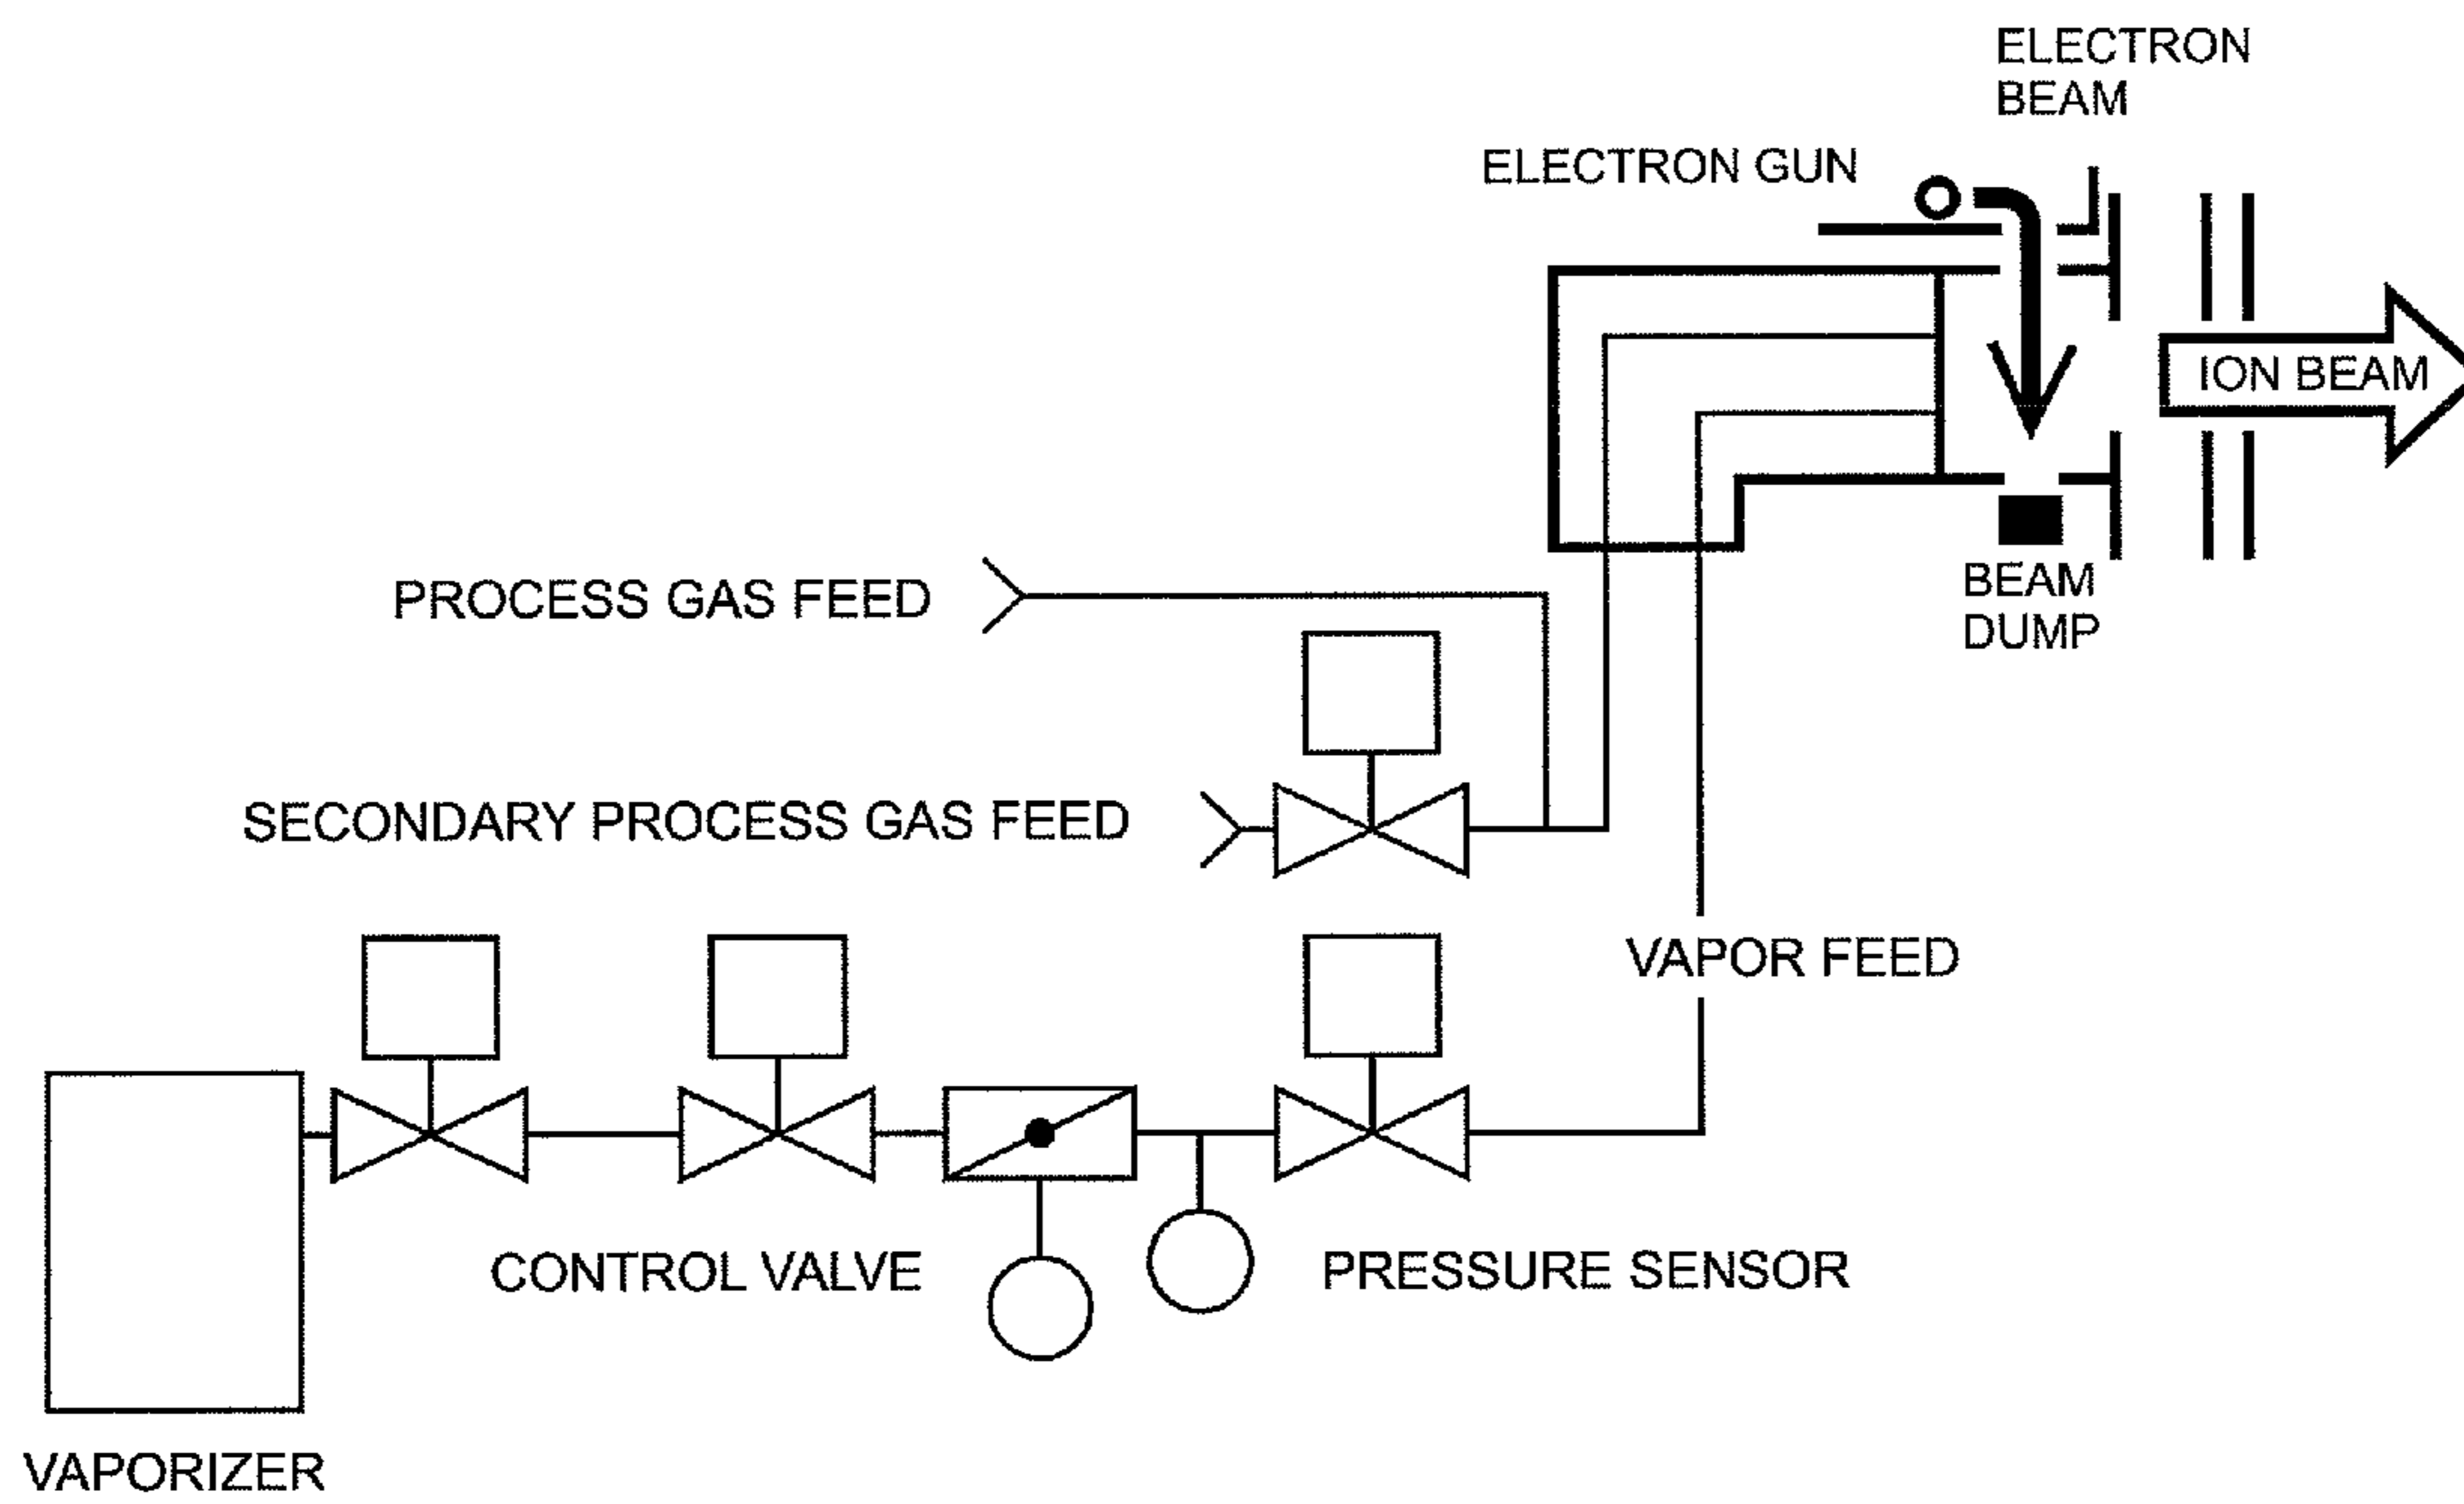 ELECTRON
BEAM
ELECTRON GUN
ION BEAM
BEAM
DUMP
PROCESS GAS FEED
SECONDARY PROCESS GAS FEED
VAPOR FEED
CONTROL VALVE
PRESSURE SENSOR
VAPORIZER